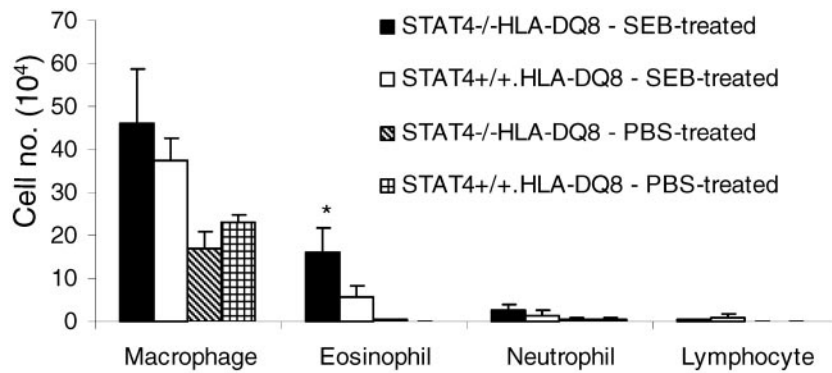 70
60
50
40
30
20
10
0
Cell no. (10⁴)
STAT4-/-HLA-DQ8 - SEB-treated
STAT4+/+.HLA-DQ8 - SEB-treated
STAT4-/-HLA-DQ8 - PBS-treated
STAT4+/+.HLA-DQ8 - PBS-treated
*
Macrophage Eosinophil Neutrophil Lymphocyte